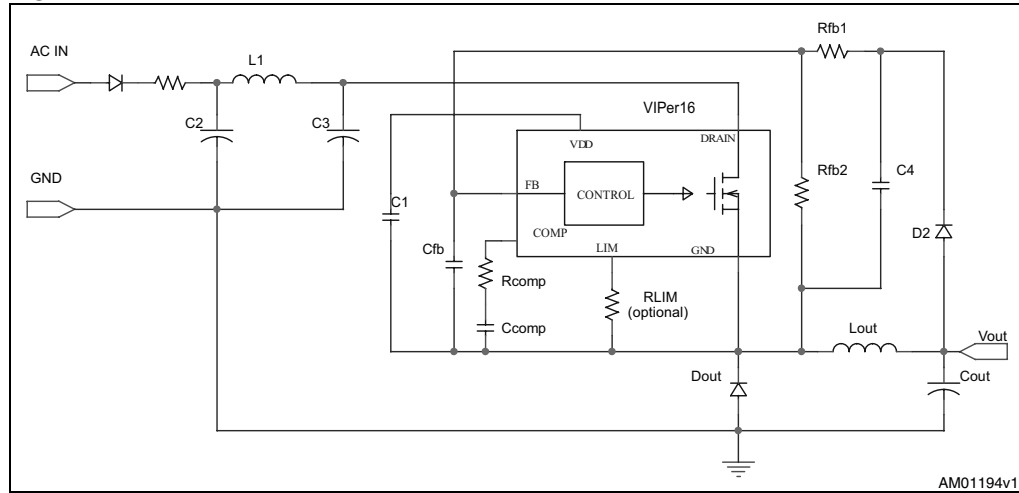 Rfb1
AC IN
L1
VIPer16
C2
C3
VDD
DRAIN
Rfb2
C4
GND
FB
CONTROL
C1
D2
COMP
LIM
GND
Cfb
Rcomp
RLIM
(optional)
Ccomp
Lout
Vout
Dout
Cout
AM01194v1